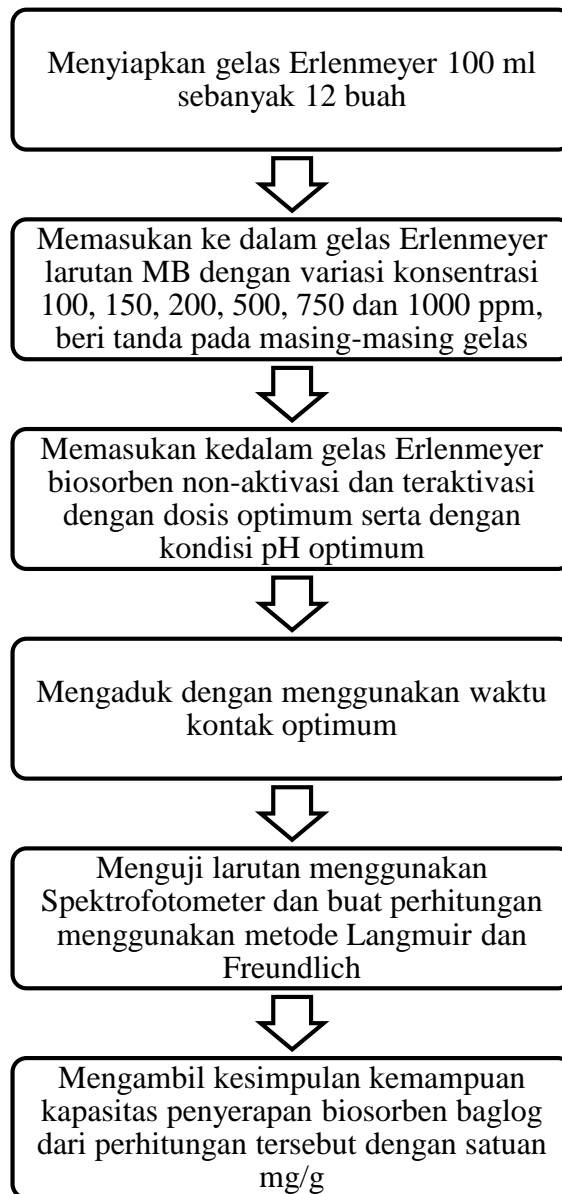 Menyiapkan gelas Erlenmeyer 100 ml
sebanyak 12 buah
Memasukan ke dalam gelas Erlenmeyer
larutan MB dengan variasi konsentrasi
100, 150, 200, 500, 750 dan 1000 ppm,
beri tanda pada masing-masing gelas
Memasukan kedalam gelas Erlenmeyer
biosorben non-aktivasi dan teraktivasi
dengan dosis optimum serta dengan
kondisi pH optimum
Mengaduk dengan menggunakan waktu
kontak optimum
Menguji larutan menggunakan
Spektrofotometer dan buat perhitungan
menggunakan metode Langmuir dan
Freundlich
Mengambil kesimpulan kemampuan
kapasitas penyerapan biosorben baglog
dari perhitungan tersebut dengan satuan
mg/g